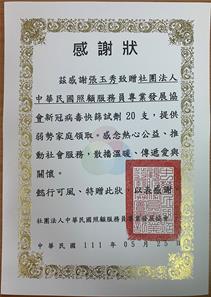 感謝狀
茲感謝張玉秀致贈社團法人
中華民國照顧服務員專業發展協
會新冠病毒快篩試劑 20 支，提供
弱勢家庭領取。感念熱心公益、推
動社會服務，散播溫暖、傳遞愛與
關懷。
懿行可風、特贈此狀 以表感謝
社團法人中華民國照顧服務員專業發展協會
中華民國 111 年 05 月 25 日